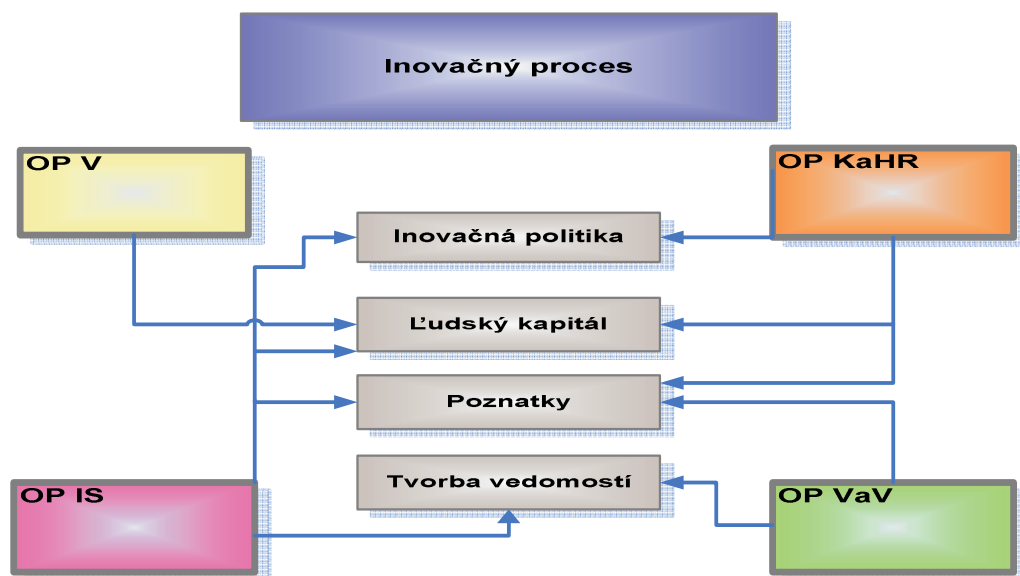 Inovačný proces
OP V
OP KaHR
Inovačná politika
Ľudský kapitál
Poznatky
Tvorba vedomostí
OP IS
OP VaV